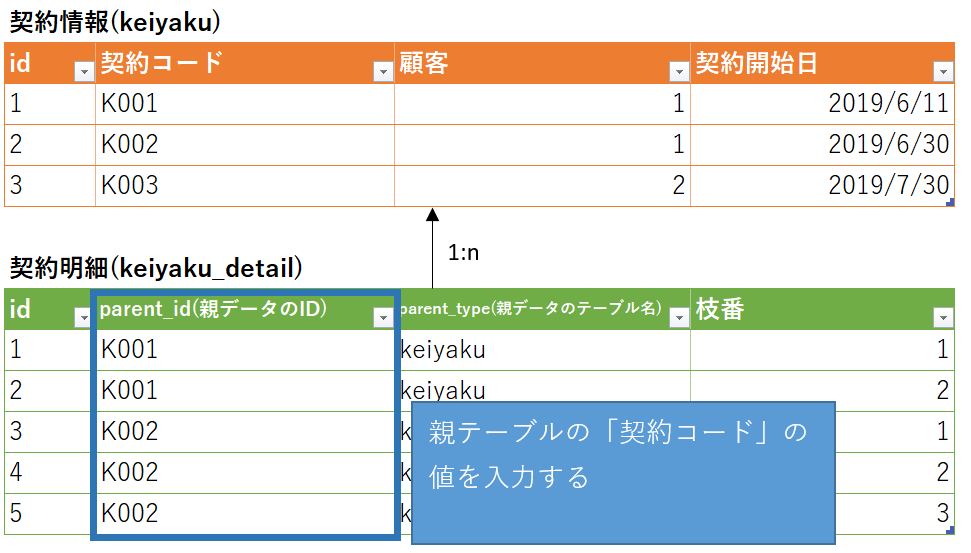 契約情報(keiyaku)
id 契約コード 顧客 契約開始日
1 K001 1 2019/6/11
2 K002 1 2019/6/30
3 K003 2 2019/7/30
1:n
契約明細(keiyaku_detail)
id parent_id(親データのID) parent_type(親データのテーブル名) 枝番
1 K001 keiyaku 1
2 K001 keiyaku 2
3 K002 k 1
4 K002 k 2
5 K002 k 3
親テーブルの「契約コード」の
値を入力する